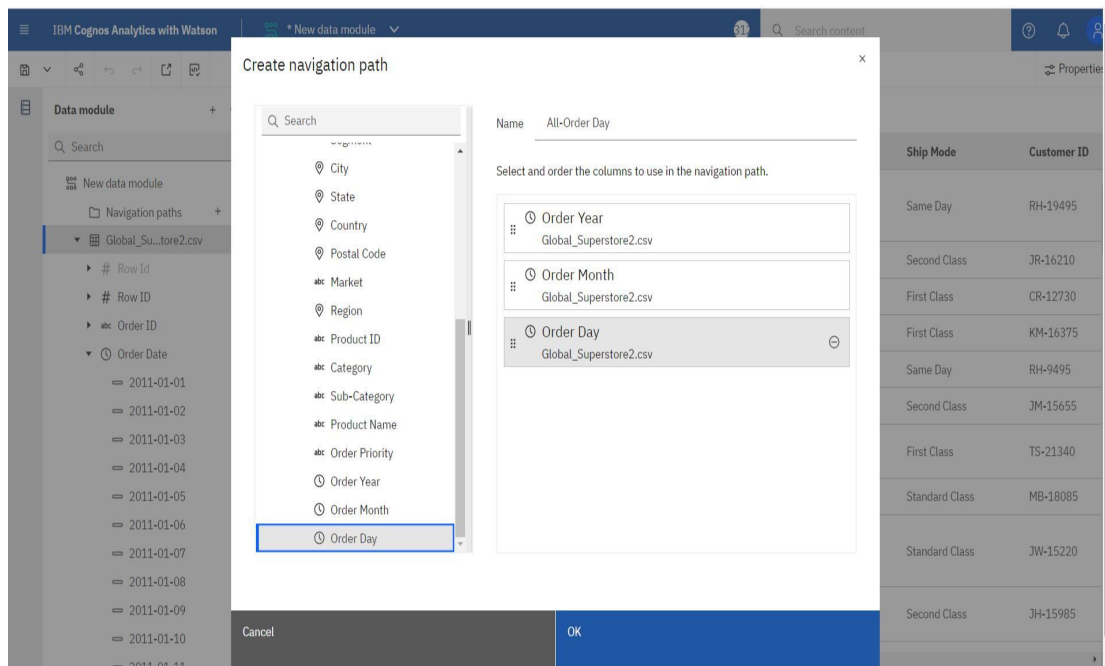 IBM Cognos Analytics with Watson
* New data module
Search content
Properties
Data module
+
Search
New data module
Navigation paths +
Global_Su...tore2.csv
# Row Id
# Row ID
abc Order ID
Order Date
2011-01-01
2011-01-02
2011-01-03
2011-01-04
2011-01-05
2011-01-06
2011-01-07
2011-01-08
2011-01-09
2011-01-10
2011-01-11
Create navigation path
x
Search
Segment
City
State
Country
Postal Code
abc Market
Region
abc Product ID
abc Category
abc Sub-Category
abc Product Name
abc Order Priority
Order Year
Order Month
Order Day
Name All-Order Day
Select and order the columns to use in the navigation path.
Order Year
Global_Superstore2.csv
Order Month
Global_Superstore2.csv
Order Day
Global_Superstore2.csv
Cancel
OK
Ship Mode Customer ID
Same Day RH-19495
Second Class JR-16210
First Class CR-12730
First Class KM-16375
Same Day RH-9495
Second Class JM-15655
First Class TS-21340
Standard Class MB-18085
Standard Class JW-15220
Second Class JH-15985